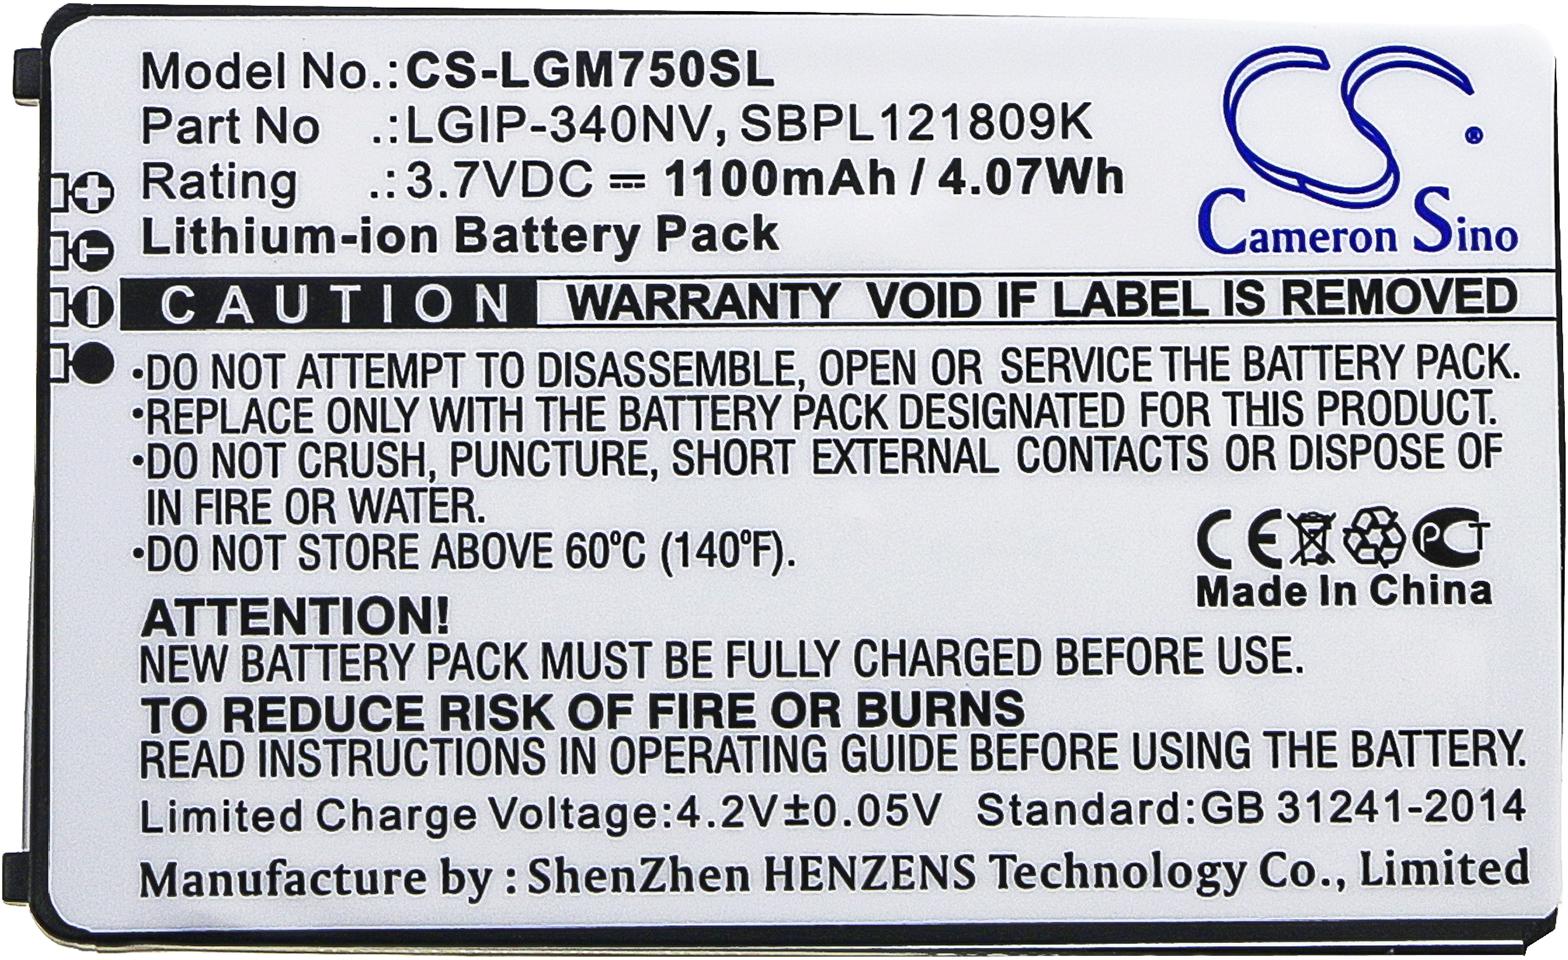 Model No.:CS-LGM750SL
Part No .:LGIP-340NV, SBPL121809K
Rating .:3.7VDC ⎓ 1100mAh / 4.07Wh
Lithium-ion Battery Pack
CS
Cameron Sino
CAUTION WARRANTY VOID IF LABEL IS REMOVED
•DO NOT ATTEMPT TO DISASSEMBLE, OPEN OR SERVICE THE BATTERY PACK.
•REPLACE ONLY WITH THE BATTERY PACK DESIGNATED FOR THIS PRODUCT.
•DO NOT CRUSH, PUNCTURE, SHORT EXTERNAL CONTACTS OR DISPOSE OF
IN FIRE OR WATER.
•DO NOT STORE ABOVE 60ºC (140ºF).
CE PCT
Made In China
ATTENTION!
NEW BATTERY PACK MUST BE FULLY CHARGED BEFORE USE.
TO REDUCE RISK OF FIRE OR BURNS
READ INSTRUCTIONS IN OPERATING GUIDE BEFORE USING THE BATTERY.
Limited Charge Voltage:4.2V±0.05V Standard:GB 31241-2014
Manufacture by : ShenZhen HENZENS Technology Co., Limited